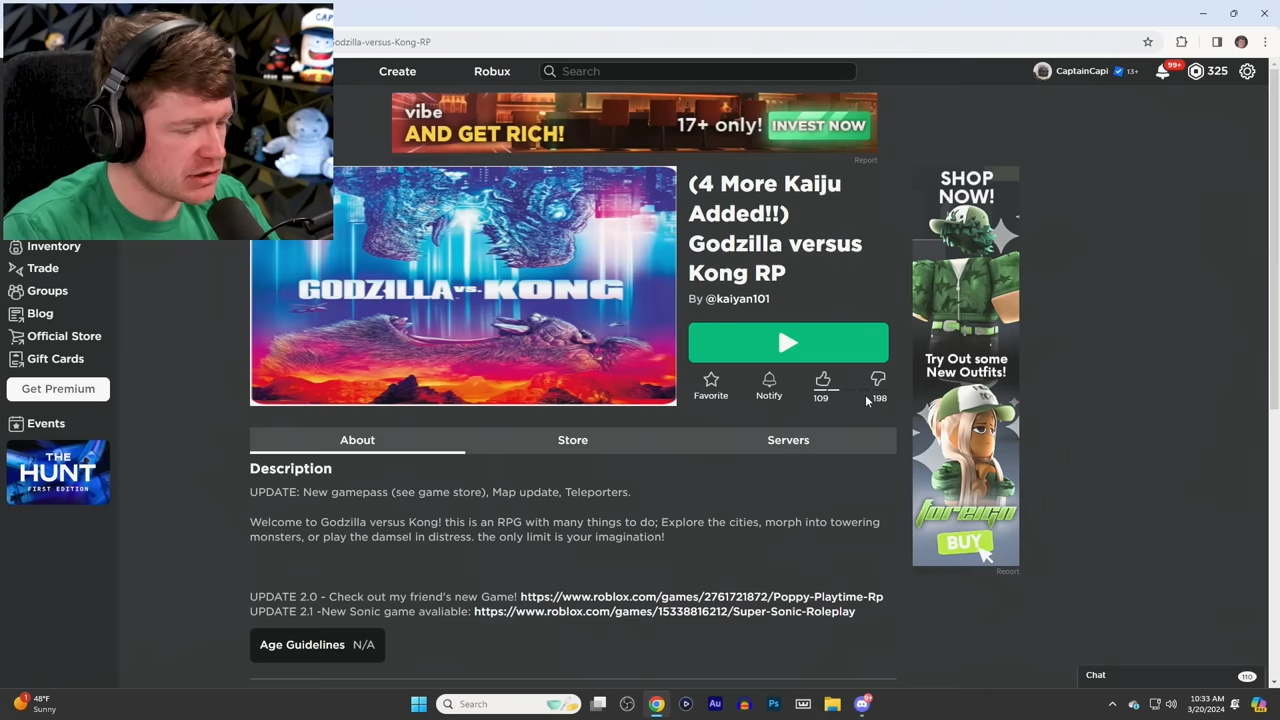 CAP
odzilla-versus-Kong-RP
Create
Robux
Search
CaptainCapi
13+
99+
325
vibe
AND GET RICH!
17+ only!
INVEST NOW
Report
Inventory
Trade
Groups
Blog
Official Store
Gift Cards
Get Premium
Events
THE
HUNT
FIRST EDITION
GODZILLA VS. KONG
(4 More Kaiju
Added!!)
Godzilla versus
Kong RP
By @kaiyan101
Favorite
Notify
109
198
SHOP
NOW!
Try Out some
New Outfits!
foreign
BUY
Report
About
Store
Servers
Description
UPDATE: New gamepass (see game store), Map update, Teleporters.
Welcome to Godzilla versus Kong! this is an RPG with many things to do; Explore the cities, morph into towering
monsters, or play the damsel in distress. the only limit is your imagination!
UPDATE 2.0 - Check out my friend's new Game! https://www.roblox.com/games/2761721872/Poppy-Playtime-Rp
UPDATE 2.1 -New Sonic game avaliable: https://www.roblox.com/games/15338816212/Super-Sonic-Roleplay
Age Guidelines N/A
Chat
110
1
48°F
Sunny
Search
Au
Ps
9+
10:33 AM
3/20/2024